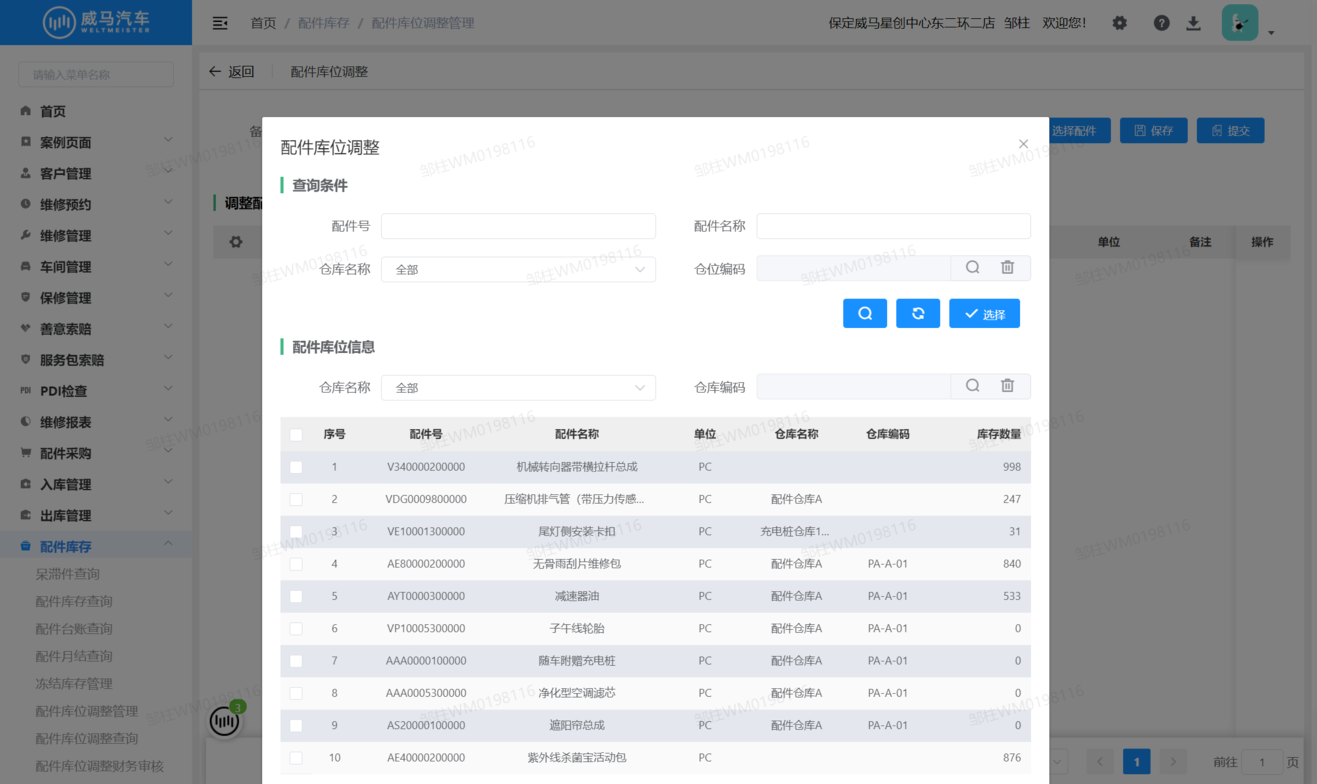 威马汽车
WELTMEISTER
首页 / 配件库存 / 配件库位调整管理
保定威马星创中心东二环二店 邹柱 欢迎您!
请输入菜单名称
返回 配件库位调整
首页
案例页面
客户管理
维修预约
维修管理
车间管理
保修管理
善意索赔
服务包索赔
PDI检查
维修报表
配件采购
入库管理
出库管理
配件库存
呆滞件查询
配件库存查询
配件台账查询
配件月结查询
冻结库存管理
配件库位调整管理
配件库位调整查询
配件库位调整财务审核
备
选择配件 保存 提交
调整配
单位 备注 操作
配件库位调整
查询条件
配件号
配件名称
仓库名称 全部
仓位编码
选择
配件库位信息
仓库名称 全部
仓库编码
序号 配件号 配件名称 单位 仓库名称 仓库编码 库存数量
1 V340000200000 机械转向器带横拉杆总成 PC 998
2 VDG0009800000 压缩机排气管（带压力传感... PC 配件仓库A 247
3 VE10001300000 尾灯侧安装卡扣 PC 充电桩仓库1... 31
4 AE80000200000 无骨雨刮片维修包 PC 配件仓库A PA-A-01 840
5 AYT0000300000 减速器油 PC 配件仓库A PA-A-01 533
6 VP10005300000 子午线轮胎 PC 配件仓库A PA-A-01 0
7 AAA0000100000 随车附赠充电桩 PC 配件仓库A PA-A-01 0
8 AAA0005300000 净化型空调滤芯 PC 配件仓库A PA-A-01 0
9 AS20000100000 遮阳帘总成 PC 配件仓库A PA-A-01 0
10 AE40000200000 紫外线杀菌宝活动包 PC 876
3
1 前往 1 页
邹柱WM0198116